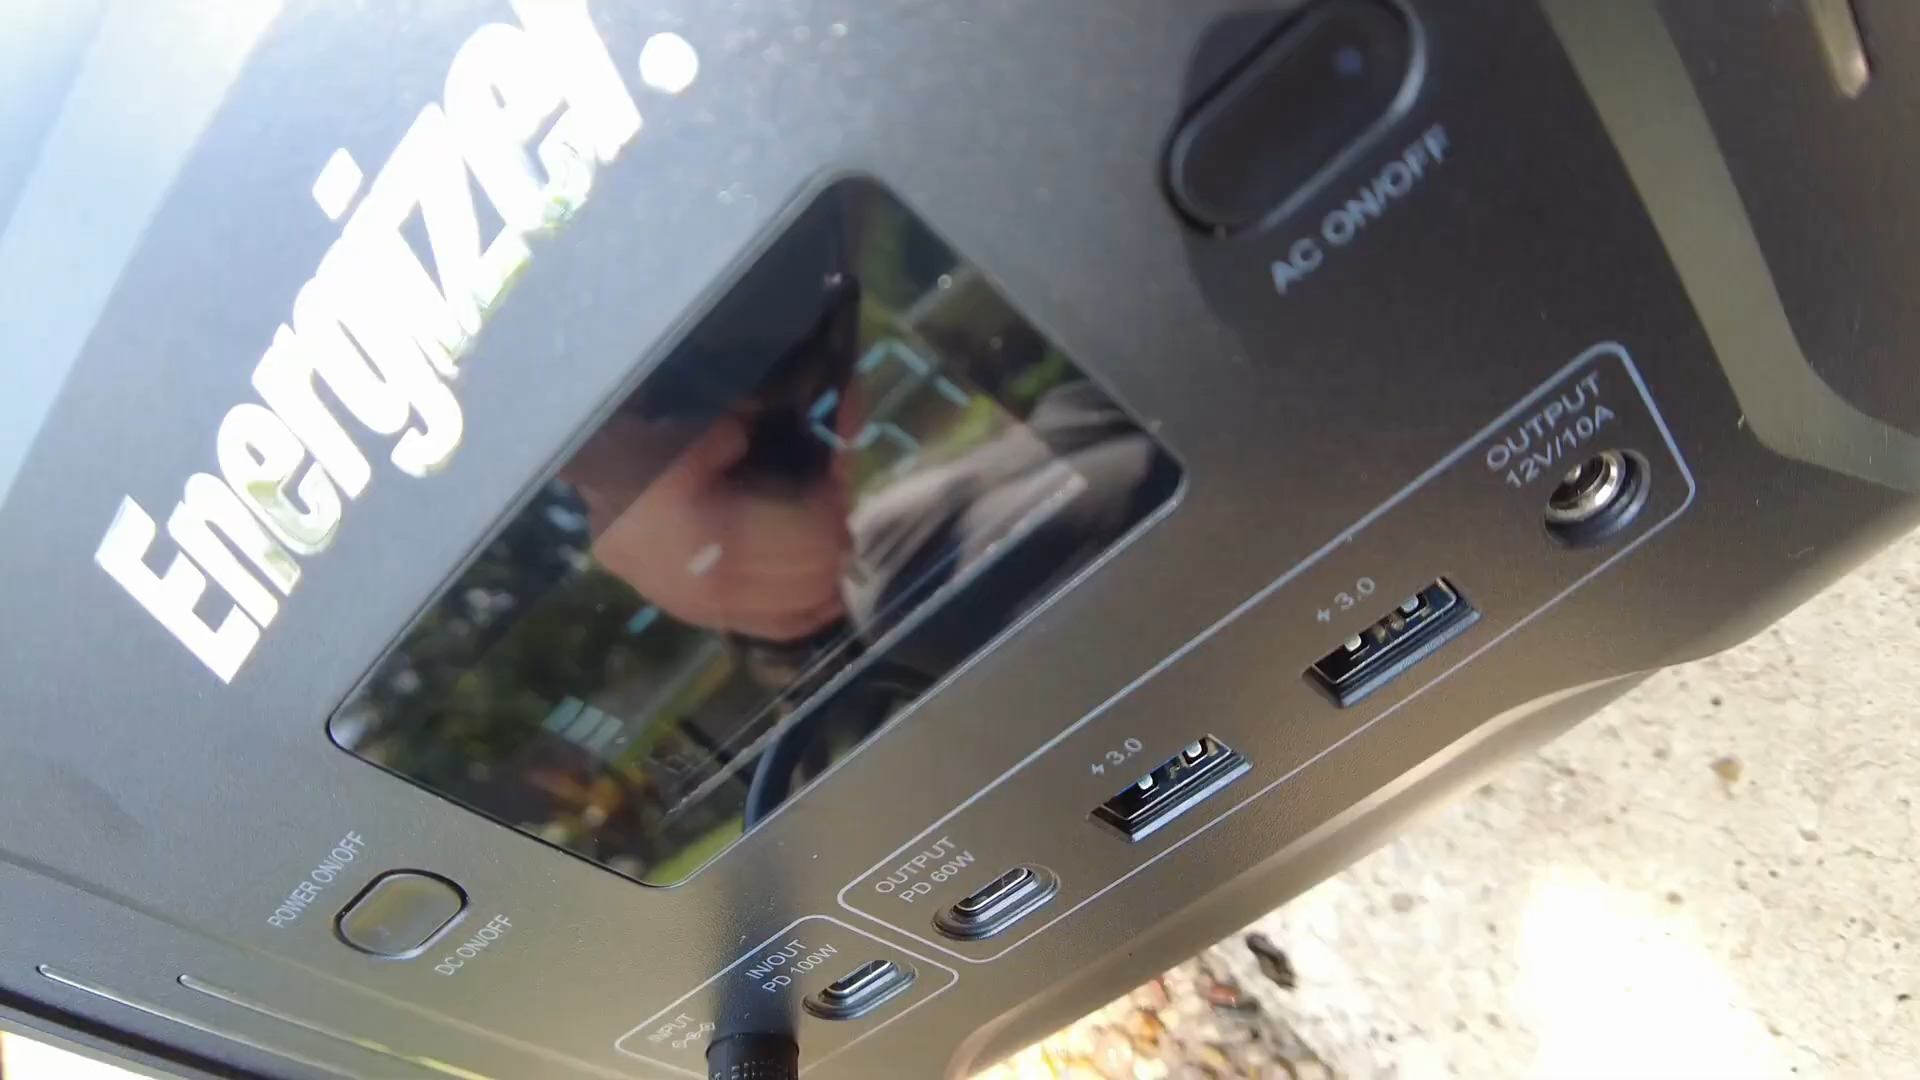 Energizer.
AC ON/OFF
OUTPUT
12V/10A
3.0
3.0
OUTPUT
PD 60W
IN/OUT
PD 100W
INPUT
POWER ON/OFF
DC ON/OFF